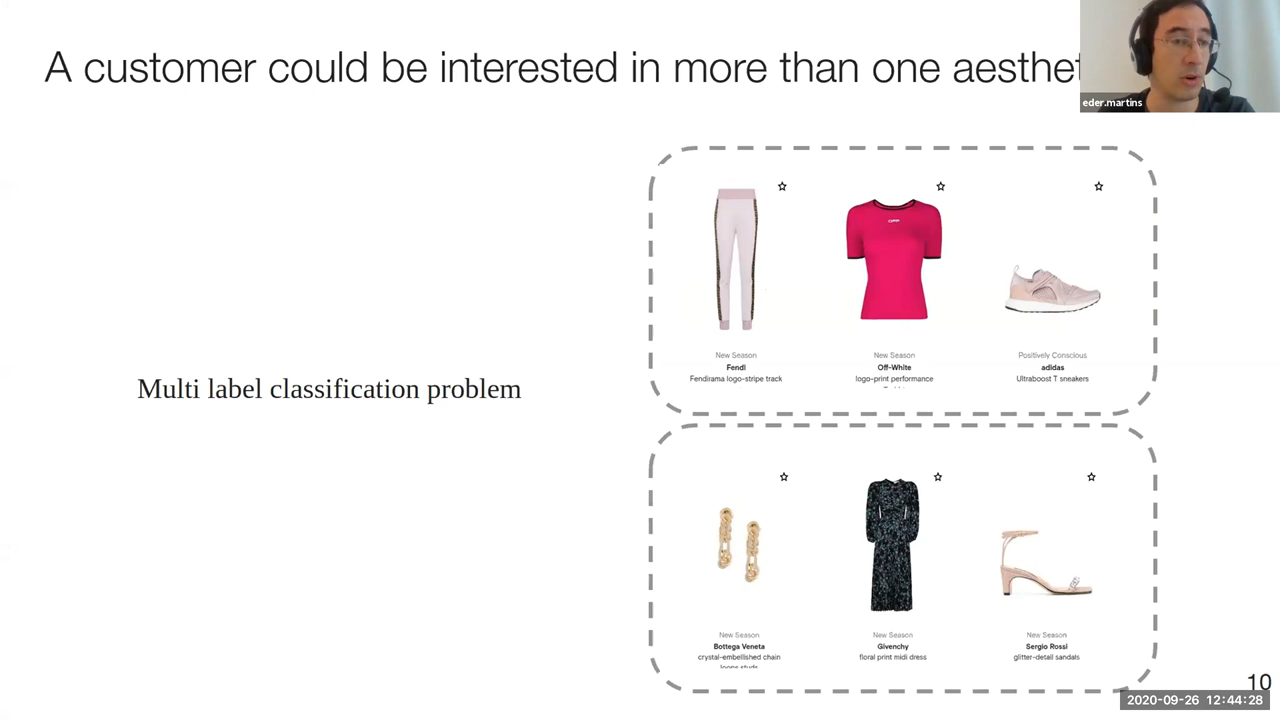 A customer could be interested in more than one
eder.martins
Multi label classification problem
New Season
Fendi
Fendirama logo-stripe track
New Season
Off-White
logo-print performance
Positively Conscious
adidas
Ultraboost T sneakers
New Season
Bottega Veneta
crystal-embellished chain
New Season
Givenchy
floral print midi dress
New Season
Sergio Rossi
glitter-detail sandals
10
2020-09-26 12:44:28